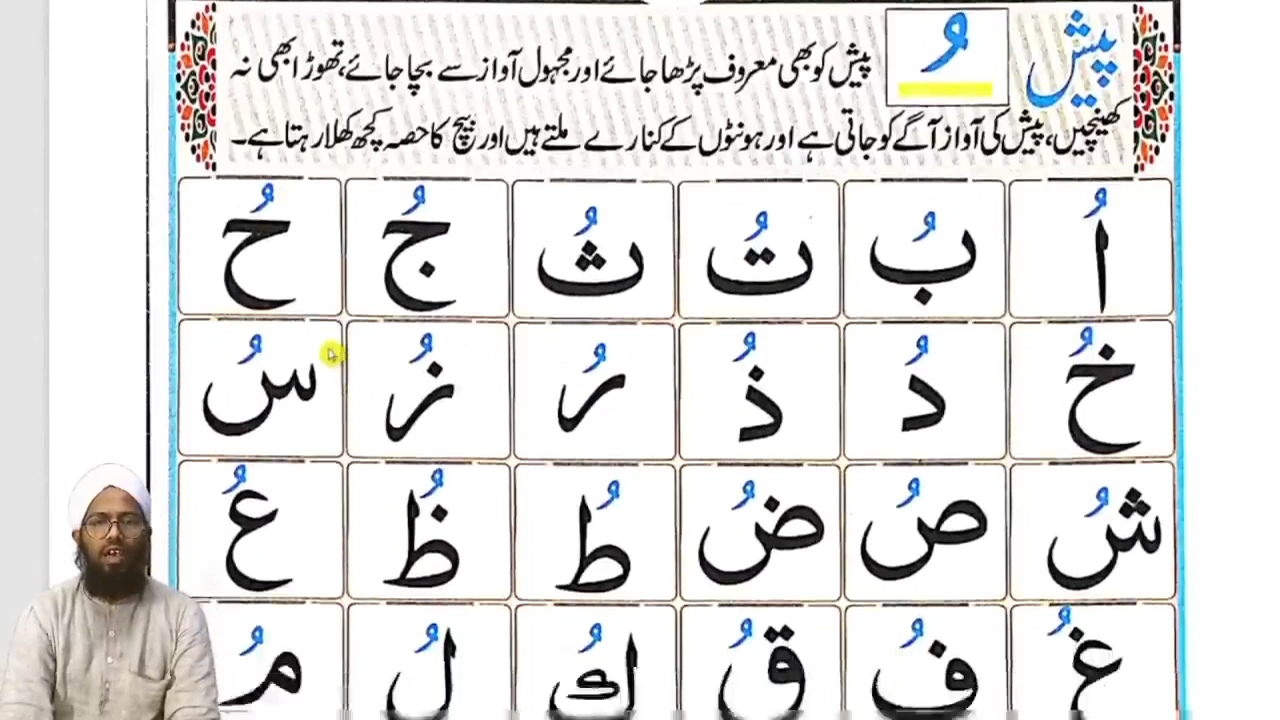 پیش ◌ُ پیش کو بھی معروف پڑھا جائے اور مجہول آواز سے بچا جائے، تھوڑا بھی نہ
کھینچیں، پیش کی آواز آگے کو جاتی ہے اور ہونٹوں کے کنارے ملتے ہیں اور بیچ کا حصہ کچھ کھلا رہتا ہے۔
اُ بُ تُ ثُ جُ حُ
خُ دُ ذُ رُ زُ سُ
شُ صُ ضُ طُ ظُ عُ
غُ فُ قُ كُ لُ مُ